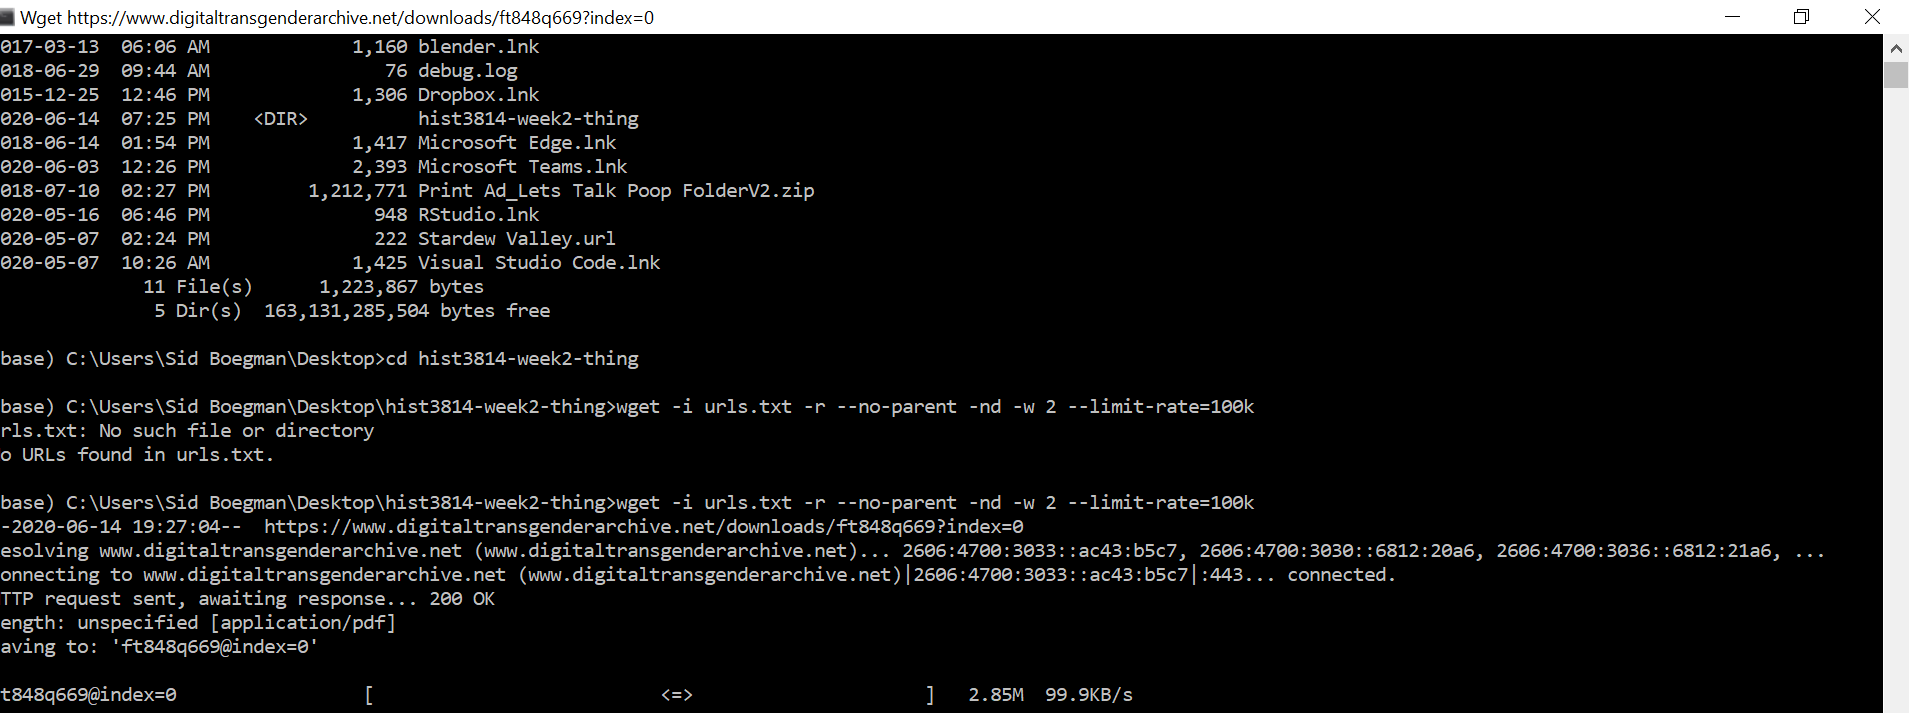 Wget https://www.digitaltransgenderarchive.net/downloads/ft848q669?index=0
017-03-13  06:06 AM             1,160 blender.lnk
018-06-29  09:44 AM                76 debug.log
015-12-25  12:46 PM             1,306 Dropbox.lnk
020-06-14  07:25 PM    <DIR>          hist3814-week2-thing
018-06-14  01:54 PM             1,417 Microsoft Edge.lnk
020-06-03  12:26 PM             2,393 Microsoft Teams.lnk
018-07-10  02:27 PM         1,212,771 Print Ad_Lets Talk Poop FolderV2.zip
020-05-16  06:46 PM               948 RStudio.lnk
020-05-07  02:24 PM               222 Stardew Valley.url
020-05-07  10:26 AM             1,425 Visual Studio Code.lnk
11 File(s)      1,223,867 bytes
5 Dir(s)  163,131,285,504 bytes free
base) C:\Users\Sid Boegman\Desktop>cd hist3814-week2-thing
base) C:\Users\Sid Boegman\Desktop\hist3814-week2-thing>wget -i urls.txt -r --no-parent -nd -w 2 --limit-rate=100k
rls.txt: No such file or directory
o URLs found in urls.txt.
base) C:\Users\Sid Boegman\Desktop\hist3814-week2-thing>wget -i urls.txt -r --no-parent -nd -w 2 --limit-rate=100k
-2020-06-14 19:27:04--  https://www.digitaltransgenderarchive.net/downloads/ft848q669?index=0
esolving www.digitaltransgenderarchive.net (www.digitaltransgenderarchive.net)... 2606:4700:3033::ac43:b5c7, 2606:4700:3030::6812:20a6, 2606:4700:3036::6812:21a6, ...
onnecting to www.digitaltransgenderarchive.net (www.digitaltransgenderarchive.net)|2606:4700:3033::ac43:b5c7|:443... connected.
TTP request sent, awaiting response... 200 OK
ength: unspecified [application/pdf]
aving to: 'ft848q669@index=0'
t848q669@index=0                 [                          <=>                     ]   2.85M  99.9KB/s